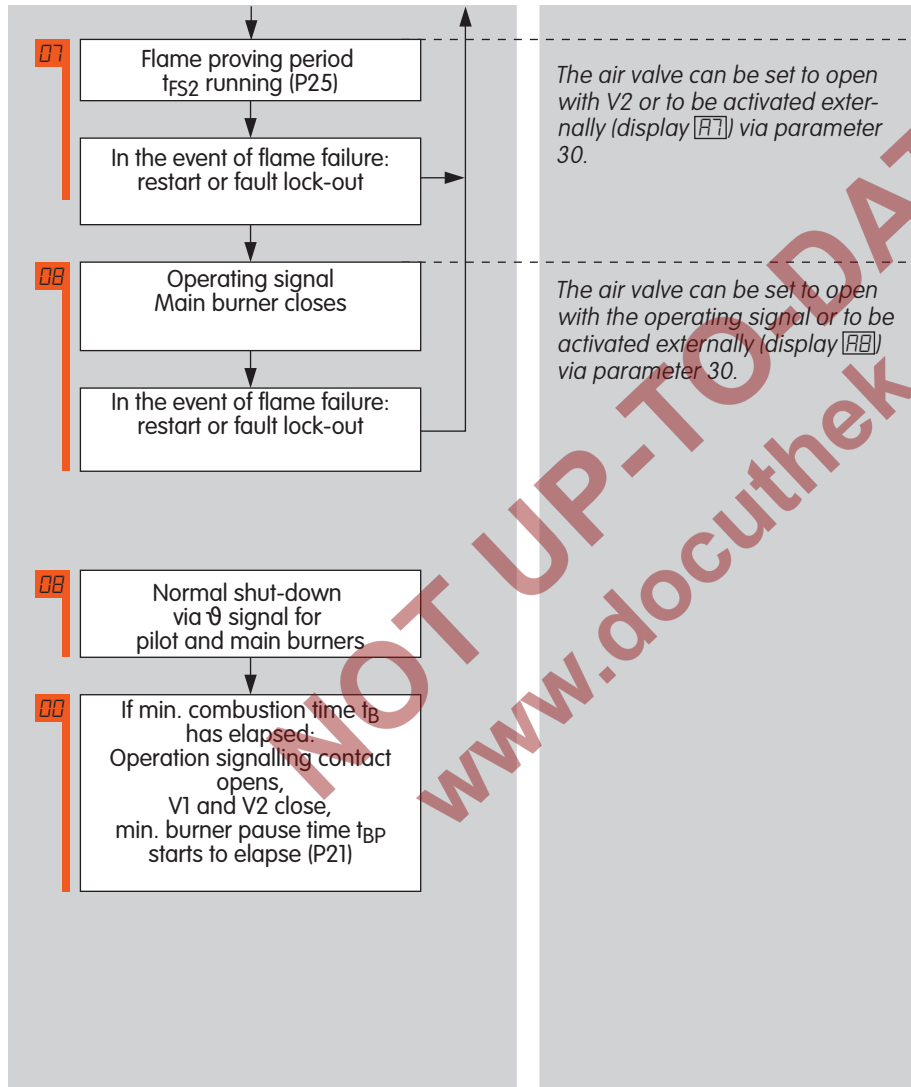 07
Flame proving period
tFS2 running (P25)
In the event of flame failure:
restart or fault lock-out
The air valve can be set to open
with V2 or to be activated exter-
nally (display A7) via parameter
30.
08
Operating signal
Main burner closes
In the event of flame failure:
restart or fault lock-out
The air valve can be set to open
with the operating signal or to be
activated externally (display A8)
via parameter 30.
08
Normal shut-down
via ϑ signal for
pilot and main burners
00
If min. combustion time tB
has elapsed:
Operation signalling contact
opens,
V1 and V2 close,
min. burner pause time tBP
starts to elapse (P21)
NOT UP-TO-DAT
www.docuthek